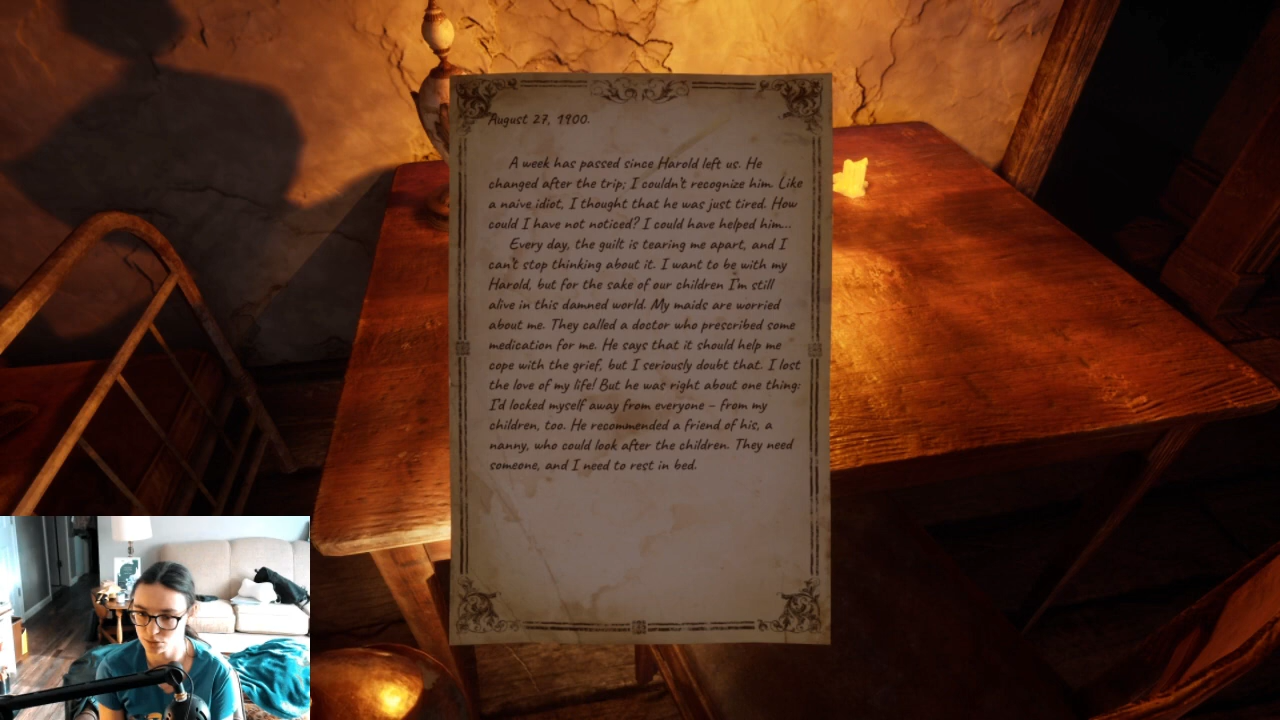 August 27, 1900.
A week has passed since Harold left us. He
changed after the trip; I couldn't recognize him. Like
a naive idiot, I thought that he was just tired. How
could I have not noticed? I could have helped him...
Every day, the guilt is tearing me apart, and I
can't stop thinking about it. I want to be with my
Harold, but for the sake of our children I'm still
alive in this damned world. My maids are worried
about me. They called a doctor who prescribed some
medication for me. He says that it should help me
cope with the grief, but I seriously doubt that. I lost
the love of my life! But he was right about one thing:
I'd locked myself away from everyone – from my
children, too. He recommended a friend of his, a
nanny, who could look after the children. They need
someone, and I need to rest in bed.